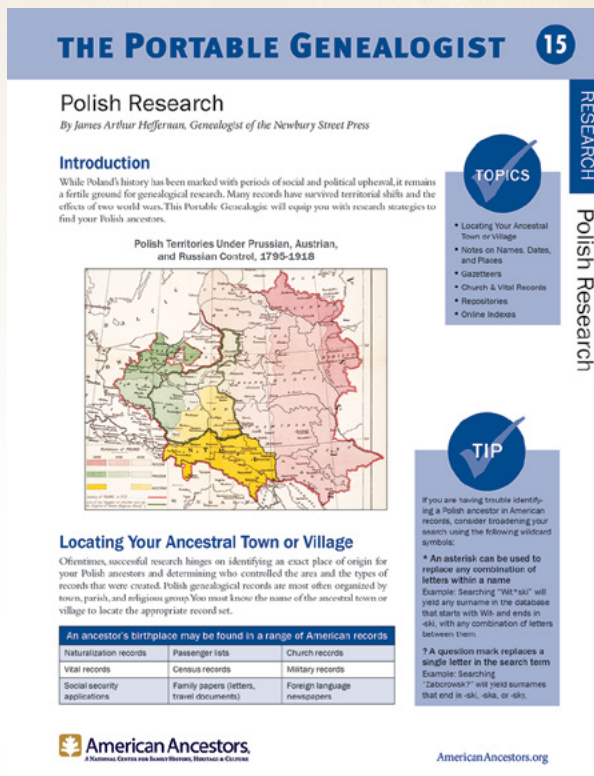 THE PORTABLE GENEALOGIST
15
RESEARCH
Polish Research
Polish Research
By James Arthur Heffernan, Genealogist of the Newbury Street Press
Introduction
While Poland's history has been marked with periods of social and political upheaval, it remains
a fertile ground for genealogical research. Many records have survived territorial shifts and the
effects of two world wars. This Portable Genealogist will equip you with research strategies to
find your Polish ancestors.
Polish Territories Under Prussian, Austrian,
and Russian Control, 1795-1918
TOPICS
• Locating Your Ancestral
Town or Village
• Notes on Names, Dates,
and Places
• Gazetteers
• Church & Vital Records
• Repositories
• Online Indexes
Locating Your Ancestral Town or Village
Oftentimes, successful research hinges on identifying an exact place of origin for
your Polish ancestors and determining who controlled the area and the types of
records that were created. Polish genealogical records are most often organized by
town, parish, and religious group. You must know the name of the ancestral town or
village to locate the appropriate record set.
An ancestor's birthplace may be found in a range of American records
Naturalization records Passenger lists Church records
Vital records Census records Military records
Social security Family papers (letters, Foreign language
applications travel documents) newspapers
TIP
If you are having trouble identify-
ing a Polish ancestor in American
records, consider broadening your
search using the following wildcard
symbols:
* An asterisk can be used to
replace any combination of
letters within a name
Example: Searching "Wit*ski" will
yield any surname in the database
that starts with Wit- and ends in
-ski, with any combination of letters
between them.
? A question mark replaces a
single letter in the search term
Example: Searching
"Zaborowsk?" will yield surnames
that end in -ski, -ska, or -sky.
American Ancestors
A NATIONAL CENTER FOR FAMILY HISTORY, HERITAGE & CULTURE
AmericanAncestors.org